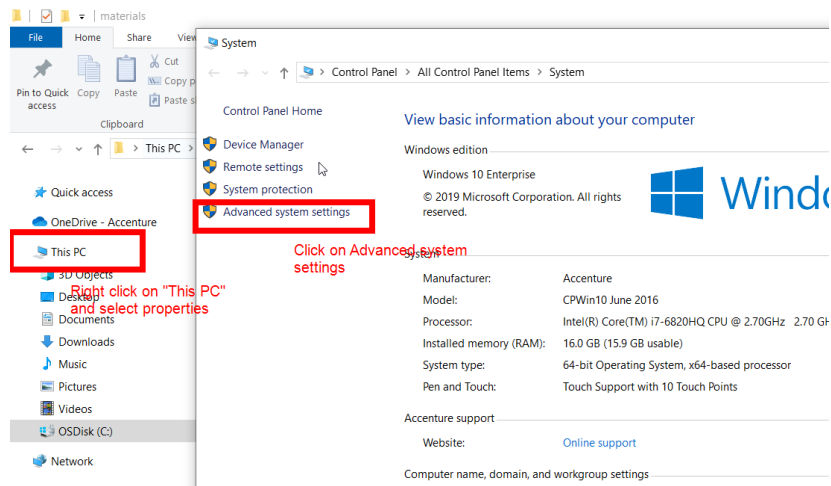 materials
File Home Share View
Pin to Quick access
Copy
Paste
Cut
Copy p
Paste s
Clipboard
This PC
Quick access
OneDrive - Accenture
This PC
3D Objects
Desktop
Documents
Downloads
Music
Pictures
Videos
OSDisk (C:)
Network
Right click on "This PC"
and select properties
System
Control Panel > All Control Panel Items > System
Control Panel Home
Device Manager
Remote settings
System protection
Advanced system settings
Click on Advanced system
settings
View basic information about your computer
Windows edition
Windows 10 Enterprise
© 2019 Microsoft Corporation. All rights
reserved.
Windo
System
Manufacturer: Accenture
Model: CPWin10 June 2016
Processor: Intel(R) Core(TM) i7-6820HQ CPU @ 2.70GHz 2.70 GH
Installed memory (RAM): 16.0 GB (15.9 GB usable)
System type: 64-bit Operating System, x64-based processor
Pen and Touch: Touch Support with 10 Touch Points
Accenture support
Website: Online support
Computer name, domain, and workgroup settings